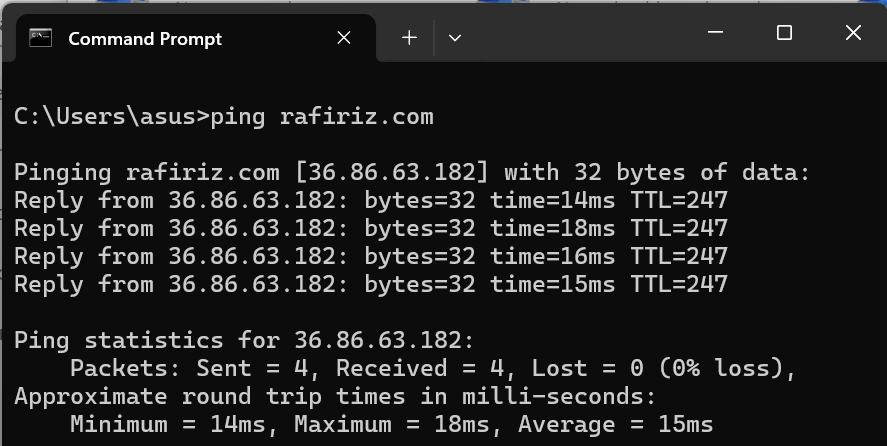 Command Prompt
C:\Users\asus>ping rafiriz.com
Pinging rafiriz.com [36.86.63.182] with 32 bytes of data:
Reply from 36.86.63.182: bytes=32 time=14ms TTL=247
Reply from 36.86.63.182: bytes=32 time=18ms TTL=247
Reply from 36.86.63.182: bytes=32 time=16ms TTL=247
Reply from 36.86.63.182: bytes=32 time=15ms TTL=247
Ping statistics for 36.86.63.182:
    Packets: Sent = 4, Received = 4, Lost = 0 (0% loss),
Approximate round trip times in milli-seconds:
    Minimum = 14ms, Maximum = 18ms, Average = 15ms